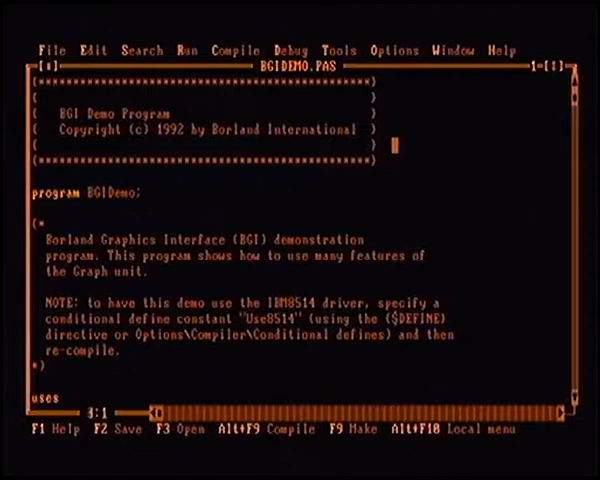 File Edit Search Run Compile Debug Tools Options Window Help
BGIDEMO.PAS 1
{************************************************}
{ }
{ BGI Demo Program }
{ Copyright (c) 1992 by Borland International }
{ }
{************************************************}
program BGIDemo;
(*
Borland Graphics Interface (BGI) demonstration
program. This program shows how to use many features of
the Graph unit.
NOTE: to have this demo use the IBM8514 driver, specify a
conditional define constant "Use8514" (using the {$DEFINE}
directive or Options\Compiler\Conditional defines) and then
re-compile.
*)
uses
F1 Help F2 Save F3 Open Alt+F9 Compile F9 Make Alt+F10 Local menu